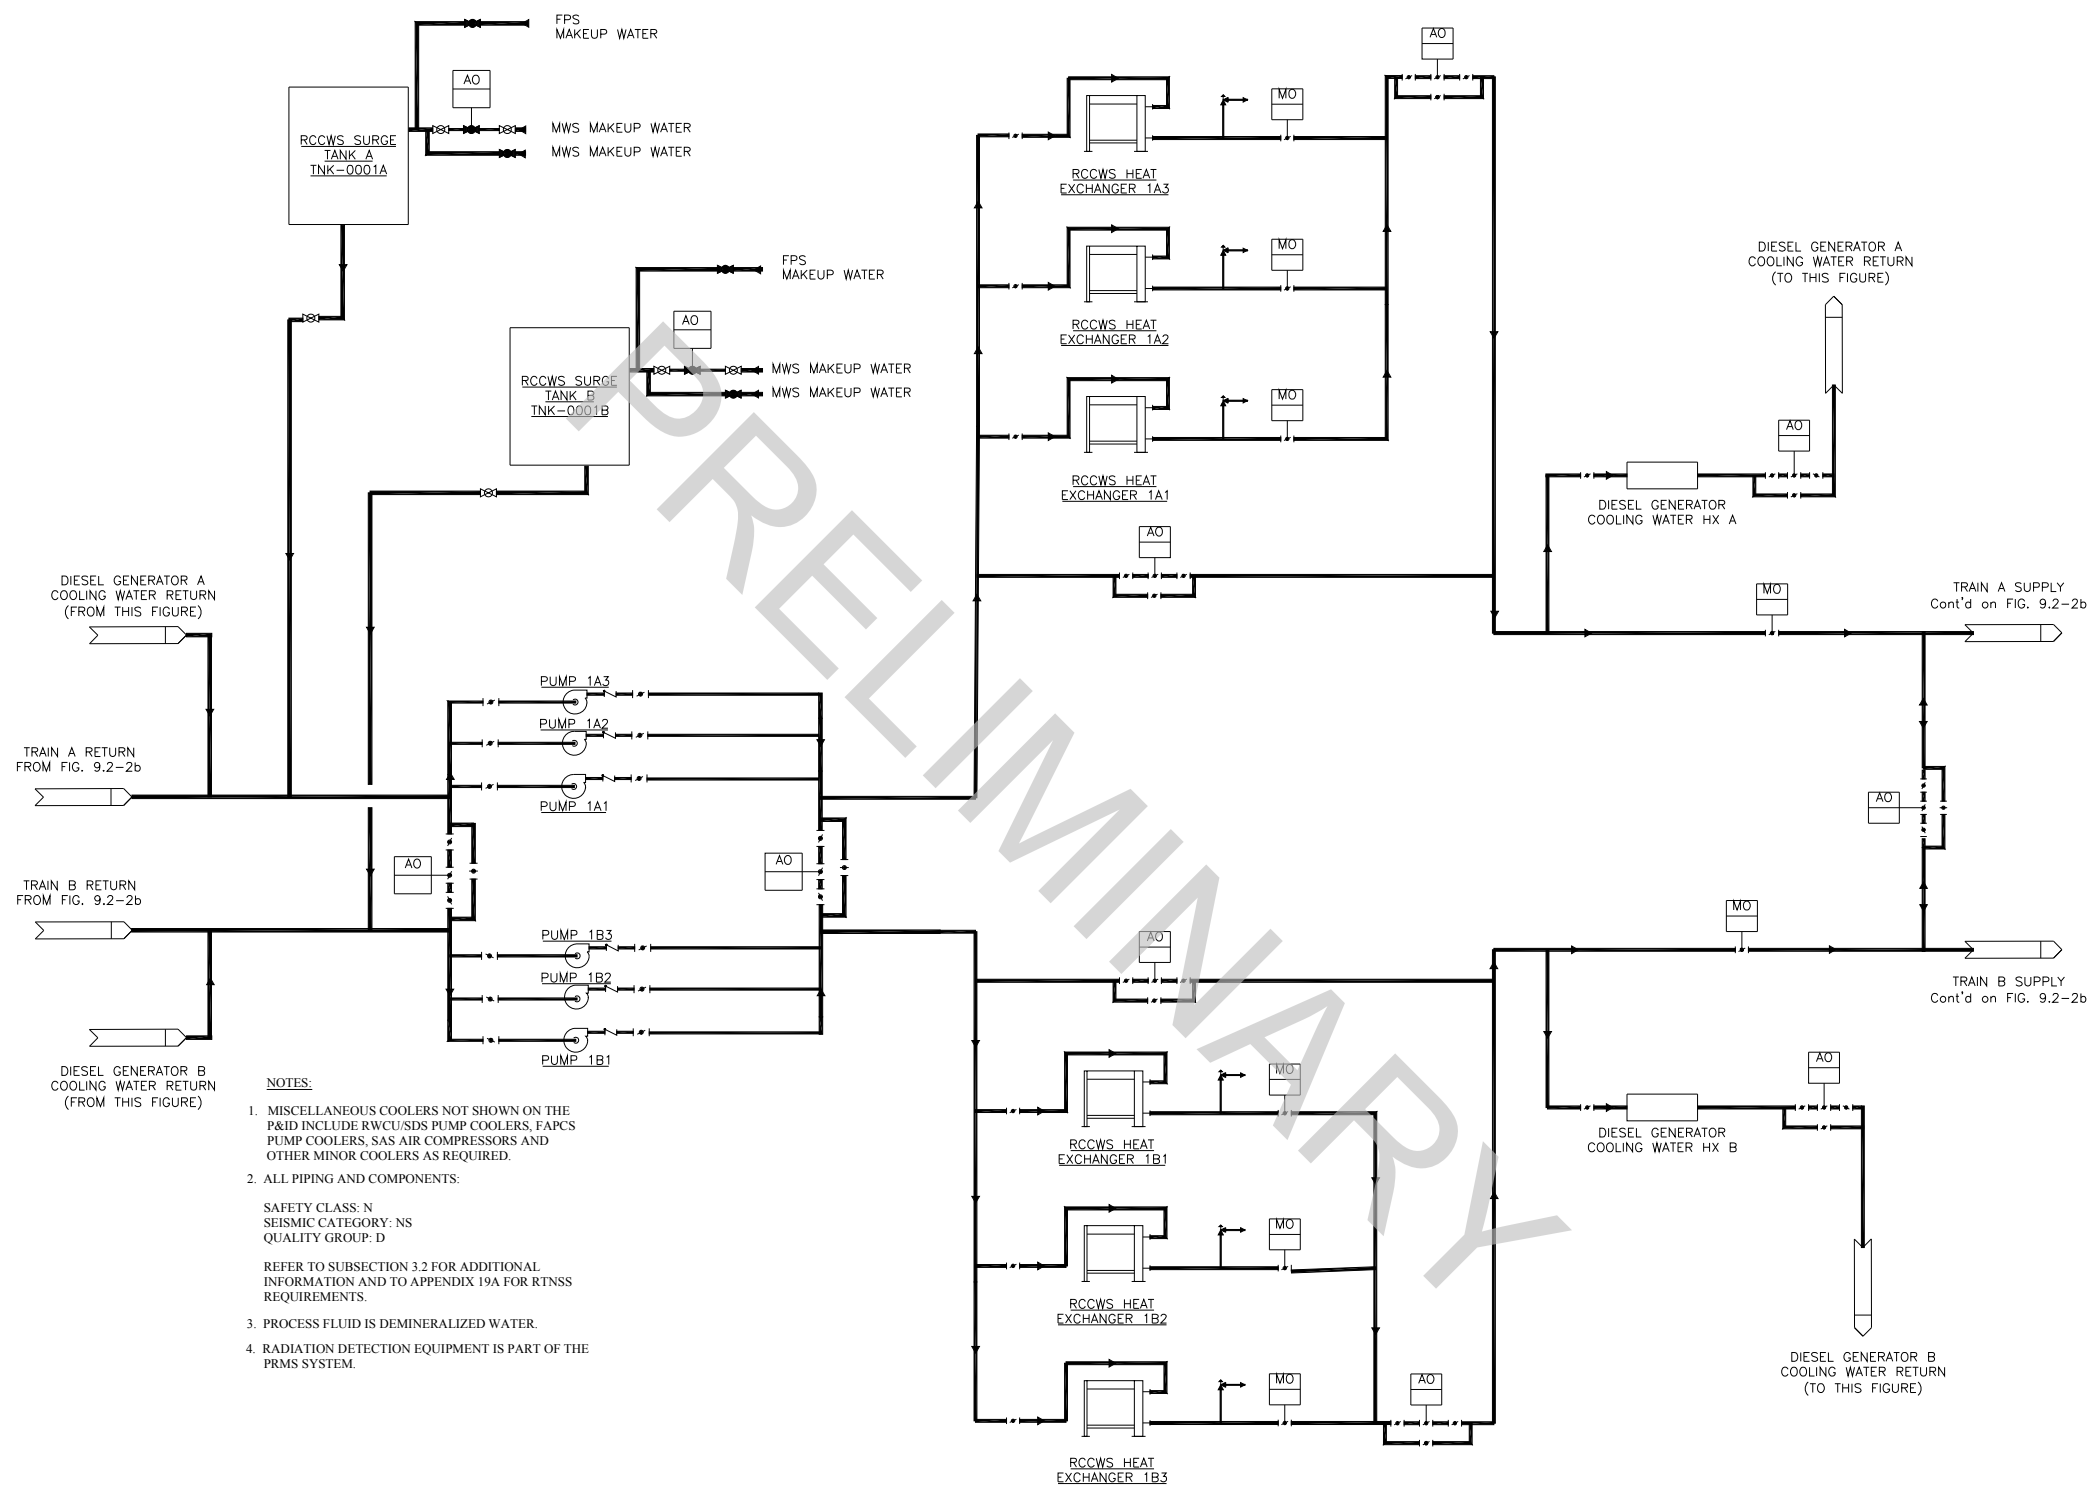 FPS
MAKEUP WATER
AO
MWS MAKEUP WATER
MWS MAKEUP WATER
RCCWS SURGE
TANK A
TNK-0001A
FPS
MAKEUP WATER
AO
MWS MAKEUP WATER
MWS MAKEUP WATER
RCCWS SURGE
TANK B
TNK-0001B
AO
MO
RCCWS HEAT
EXCHANGER 1A3
MO
RCCWS HEAT
EXCHANGER 1A2
MO
RCCWS HEAT
EXCHANGER 1A1
AO
DIESEL GENERATOR A
COOLING WATER RETURN
(TO THIS FIGURE)
AO
DIESEL GENERATOR
COOLING WATER HX A
MO
TRAIN A SUPPLY
Cont'd on FIG. 9.2-2b
DIESEL GENERATOR A
COOLING WATER RETURN
(FROM THIS FIGURE)
TRAIN A RETURN
FROM FIG. 9.2-2b
PUMP 1A3
PUMP 1A2
PUMP 1A1
AO
AO
AO
TRAIN B RETURN
FROM FIG. 9.2-2b
PUMP 1B3
PUMP 1B2
PUMP 1B1
DIESEL GENERATOR B
COOLING WATER RETURN
(FROM THIS FIGURE)
AO
MO
TRAIN B SUPPLY
Cont'd on FIG. 9.2-2b
MO
RCCWS HEAT
EXCHANGER 1B1
MO
RCCWS HEAT
EXCHANGER 1B2
MO
RCCWS HEAT
EXCHANGER 1B3
AO
AO
DIESEL GENERATOR
COOLING WATER HX B
DIESEL GENERATOR B
COOLING WATER RETURN
(TO THIS FIGURE)
NOTES:
1. MISCELLANEOUS COOLERS NOT SHOWN ON THE
P&ID INCLUDE RWCU/SDS PUMP COOLERS, FAPCS
PUMP COOLERS, SAS AIR COMPRESSORS AND
OTHER MINOR COOLERS AS REQUIRED.
2. ALL PIPING AND COMPONENTS:
SAFETY CLASS: N
SEISMIC CATEGORY: NS
QUALITY GROUP: D
REFER TO SUBSECTION 3.2 FOR ADDITIONAL
INFORMATION AND TO APPENDIX 19A FOR RTNSS
REQUIREMENTS.
3. PROCESS FLUID IS DEMINERALIZED WATER.
4. RADIATION DETECTION EQUIPMENT IS PART OF THE
PRMS SYSTEM.
PRELIMINARY